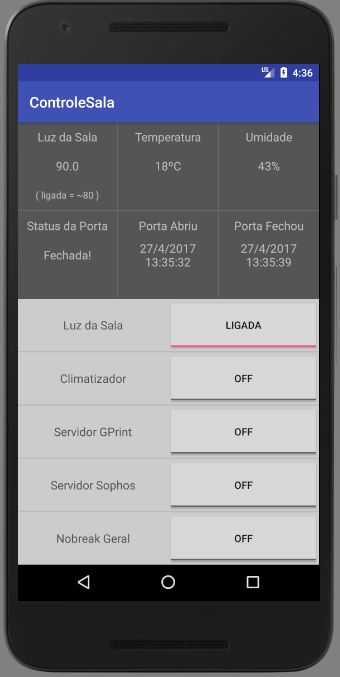 LTE 4:36
ControleSala
Luz da Sala Temperatura Umidade
90.0 18ºC 43%
( ligada = ~80 )
Status da Porta Porta Abriu Porta Fechou
Fechada! 27/4/2017 27/4/2017
13:35:32 13:35:39
Luz da Sala LIGADA
Climatizador OFF
Servidor GPrint OFF
Servidor Sophos OFF
Nobreak Geral OFF